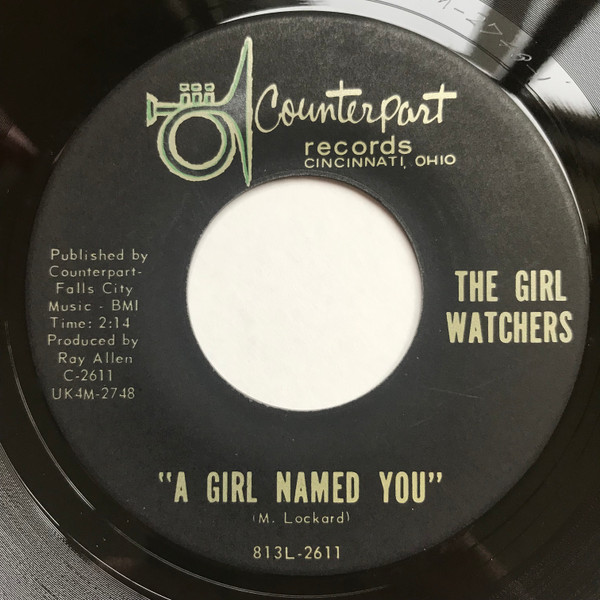 Counterpart
records
CINCINNATI, OHIO
Published by
Counterpart-
Falls City
Music - BMI
Time: 2:14
Produced by
Ray Allen
C-2611
UK4M-2748
THE GIRL
WATCHERS
"A GIRL NAMED YOU"
(M. Lockard)
813L-2611